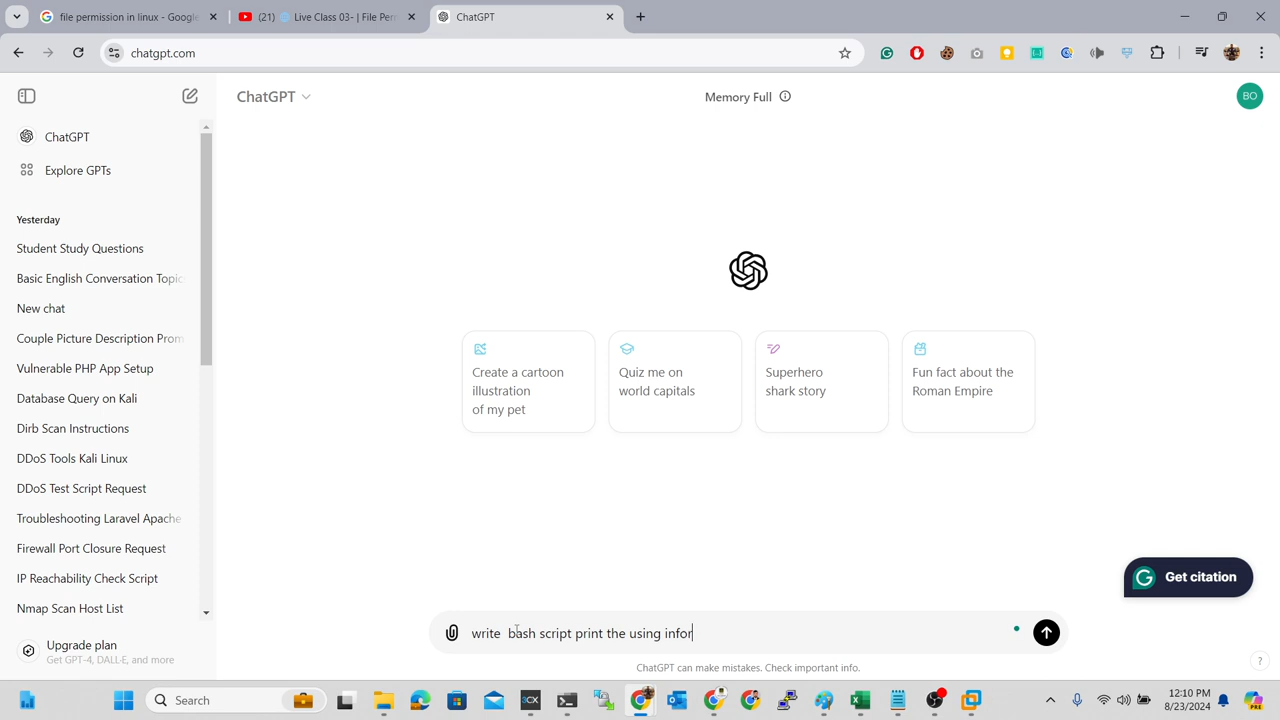 file permission in linux - Google
(21) Live Class 03- | File Perm
ChatGPT
chatgpt.com
ChatGPT
Memory Full
BO
ChatGPT
Explore GPTs
Yesterday
Student Study Questions
Basic English Conversation Topic
New chat
Couple Picture Description Prom
Vulnerable PHP App Setup
Database Query on Kali
Dirb Scan Instructions
DDoS Tools Kali Linux
DDoS Test Script Request
Troubleshooting Laravel Apache
Firewall Port Closure Request
IP Reachability Check Script
Nmap Scan Host List
Upgrade plan
Get GPT-4, DALL·E, and more
Create a cartoon
illustration
of my pet
Quiz me on
world capitals
Superhero
shark story
Fun fact about the
Roman Empire
Get citation
write  bash script print the using infor
ChatGPT can make mistakes. Check important info.
?
Search
12:10 PM
8/23/2024